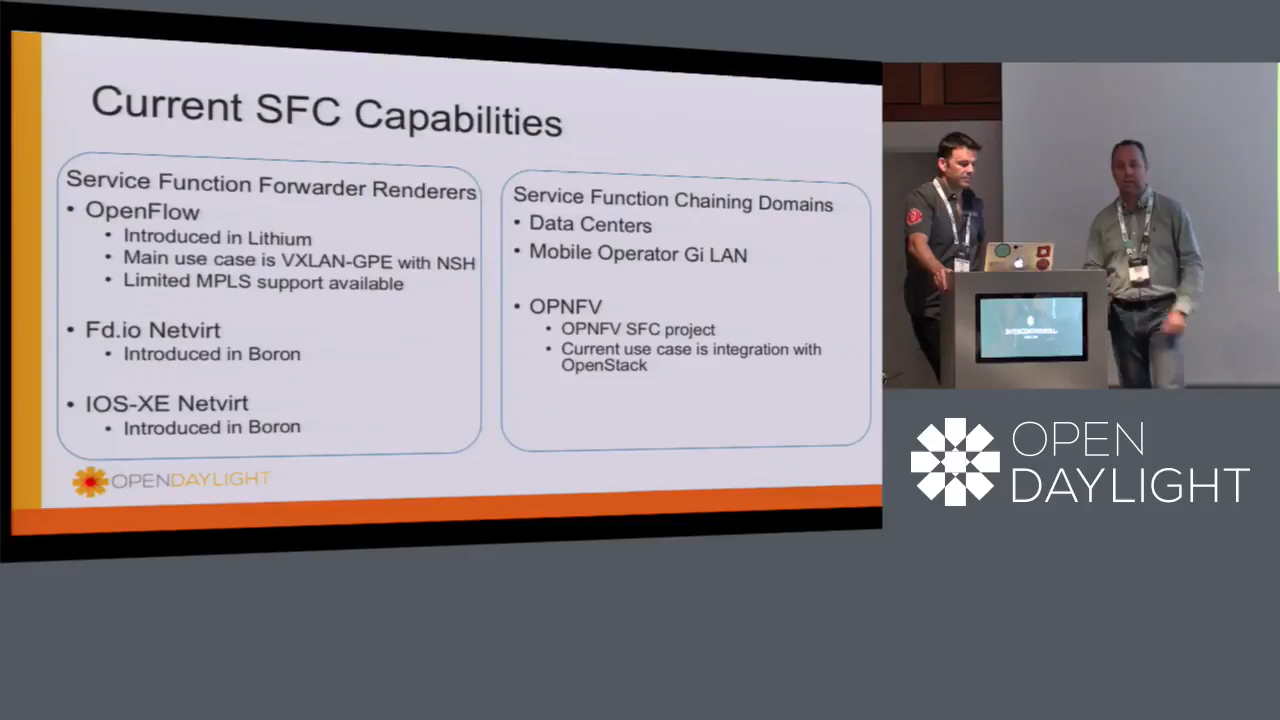 Current SFC Capabilities
Service Function Forwarder Renderers
• OpenFlow
• Introduced in Lithium
• Main use case is VXLAN-GPE with NSH
• Limited MPLS support available
• Fd.io Netvirt
• Introduced in Boron
• IOS-XE Netvirt
• Introduced in Boron
Service Function Chaining Domains
• Data Centers
• Mobile Operator Gi LAN
• OPNFV
• OPNFV SFC project
• Current use case is integration with
OpenStack
OPENDAYLIGHT
INTERCONTINENTAL
OPEN
DAYLIGHT